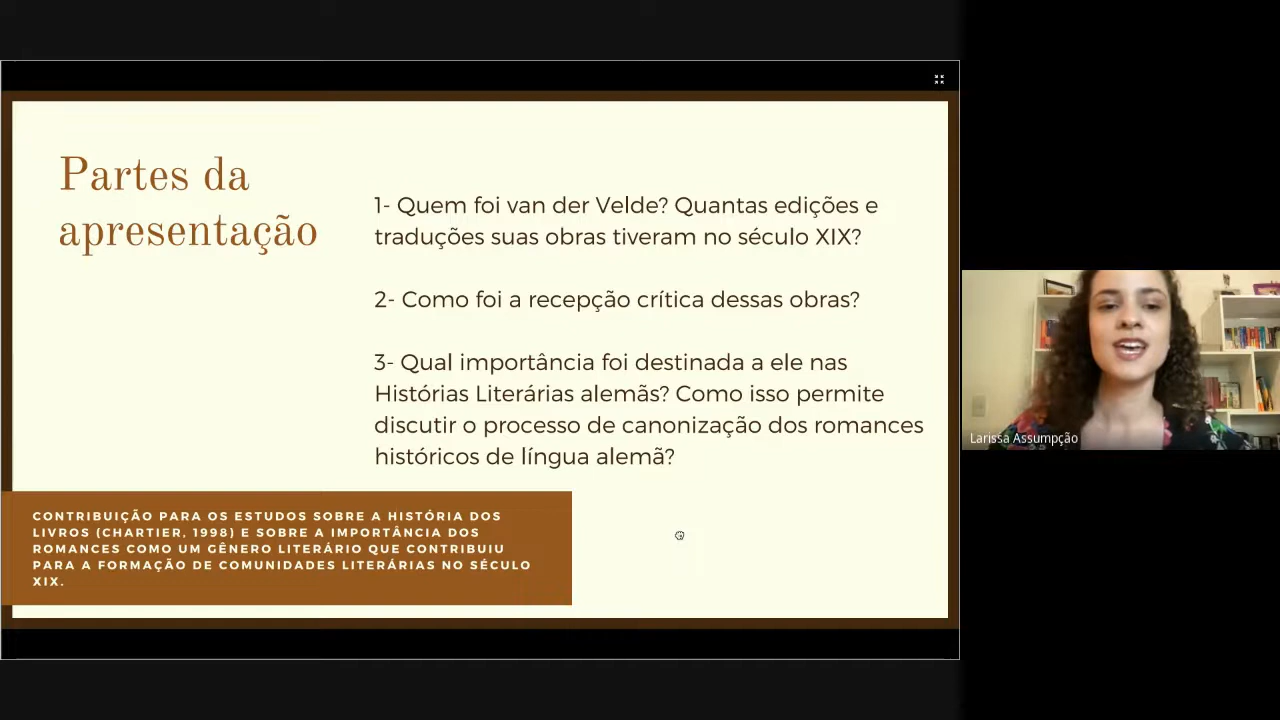 Partes da
apresentação
1- Quem foi van der Velde? Quantas edições e
traduções suas obras tiveram no século XIX?
2- Como foi a recepção crítica dessas obras?
3- Qual importância foi destinada a ele nas
Histórias Literárias alemãs? Como isso permite
discutir o processo de canonização dos romances
históricos de língua alemã?
CONTRIBUIÇÃO PARA OS ESTUDOS SOBRE A HISTÓRIA DOS
LIVROS (CHARTIER, 1998) E SOBRE A IMPORTÂNCIA DOS
ROMANCES COMO UM GÊNERO LITERÁRIO QUE CONTRIBUIU
PARA A FORMAÇÃO DE COMUNIDADES LITERÁRIAS NO SÉCULO
XIX.
Larissa Assumpção